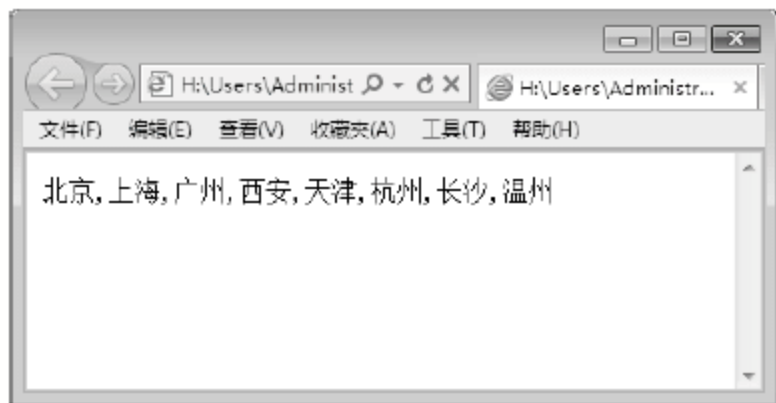 H:\Users\Administ
H:\Users\Administr...
文件(F) 编辑(E) 查看(V) 收藏夹(A) 工具(T) 帮助(H)
北京,上海,广州,西安,天津,杭州,长沙,温州